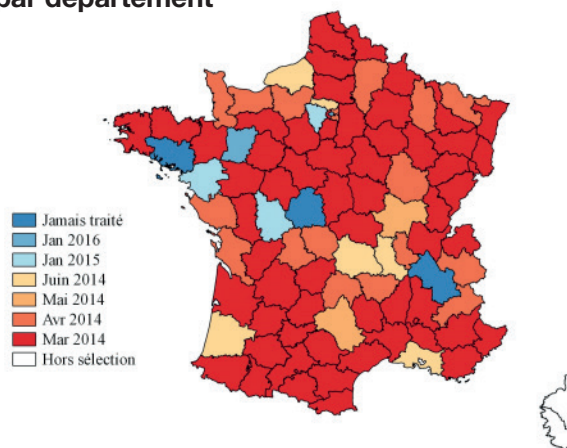 par département
Jamais traité
Jan 2016
Jan 2015
Juin 2014
Mai 2014
Avr 2014
Mar 2014
Hors sélection